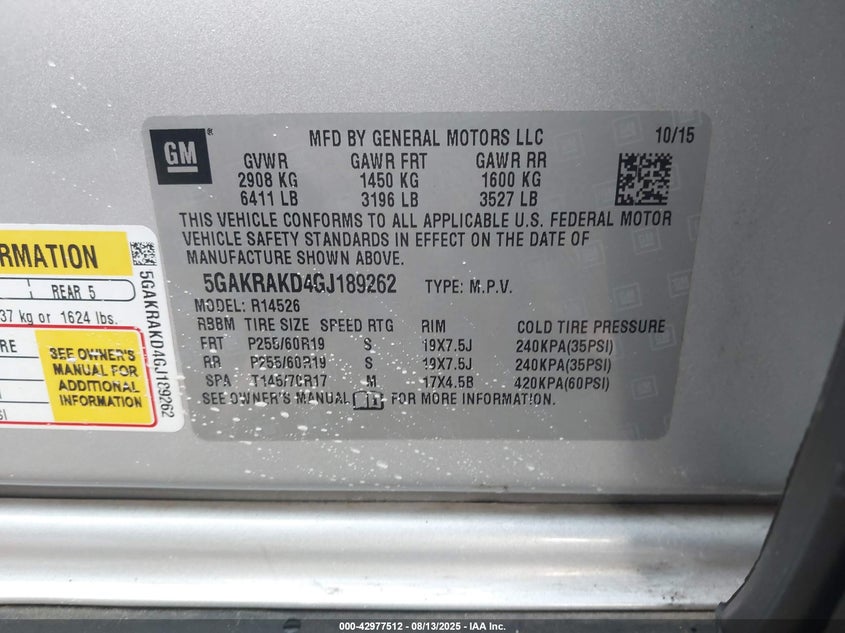 GM
MFD BY GENERAL MOTORS LLC 10/15
GVWR GAWR FRT GAWR RR
2908 KG 1450 KG 1600 KG
6411 LB 3196 LB 3527 LB
THIS VEHICLE CONFORMS TO ALL APPLICABLE U.S. FEDERAL MOTOR
VEHICLE SAFETY STANDARDS IN EFFECT ON THE DATE OF
MANUFACTURE SHOWN ABOVE.
5GAKRAKD4GJ189262 TYPE: M.P.V.
MODEL: R14526
RBBM TIRE SIZE SPEED RTG RIM COLD TIRE PRESSURE
FRT P255/60R19 S 19X7.5J 240KPA(35PSI)
RR P255/60R19 S 19X7.5J 240KPA(35PSI)
SPA T145/70R17 M 17X4.5B 420KPA(60PSI)
SEE OWNER'S MANUAL FOR MORE INFORMATION.
RMATION
REAR 5
37 kg or 1624 lbs.
RE
SEE OWNER'S
MANUAL FOR
ADDITIONAL
INFORMATION
SI
5GAKRAKD4GJ189262
000-42977512 - 08/13/2025 - IAA Inc.